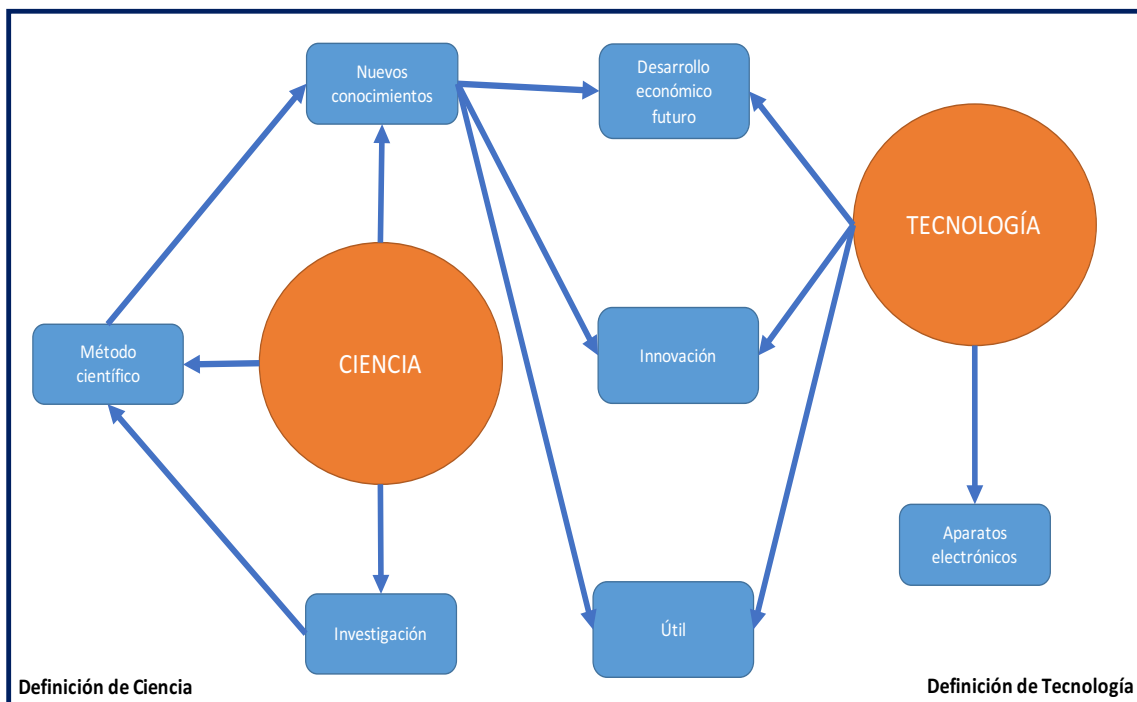 Nuevos
conocimientos
Desarrollo
económico
futuro
TECNOLOGÍA
Método
científico
CIENCIA
Innovación
Aparatos
electrónicos
Investigación
Útil
Definición de Ciencia
Definición de Tecnología